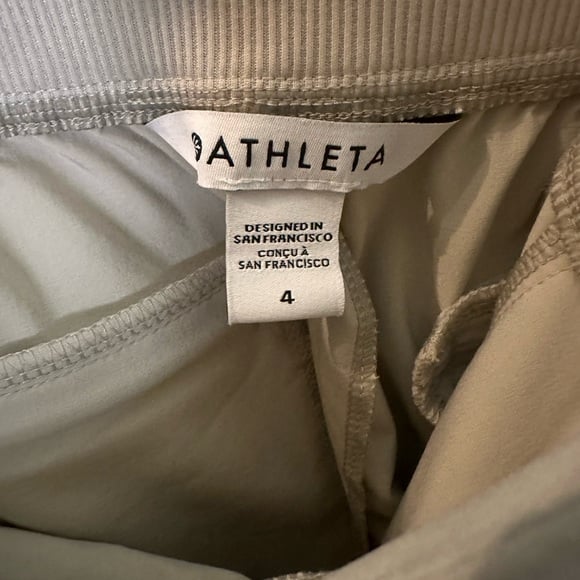 ATHLETA
DESIGNED IN
SAN FRANCISCO
CONÇU À
SAN FRANCISCO
4